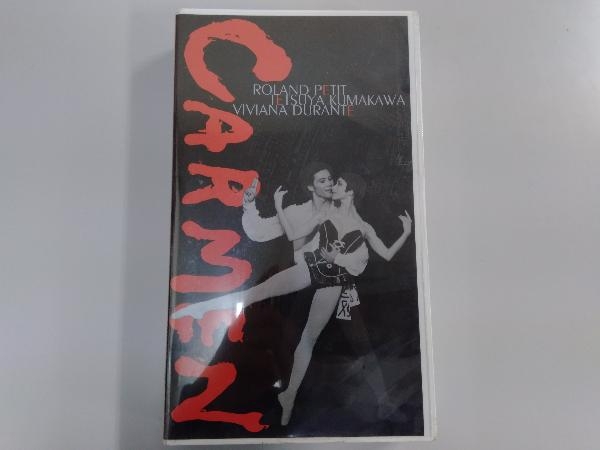 CARMEN
ROLAND PETIT
TETSUYA KUMAKAWA
VIVIANA DURANTE